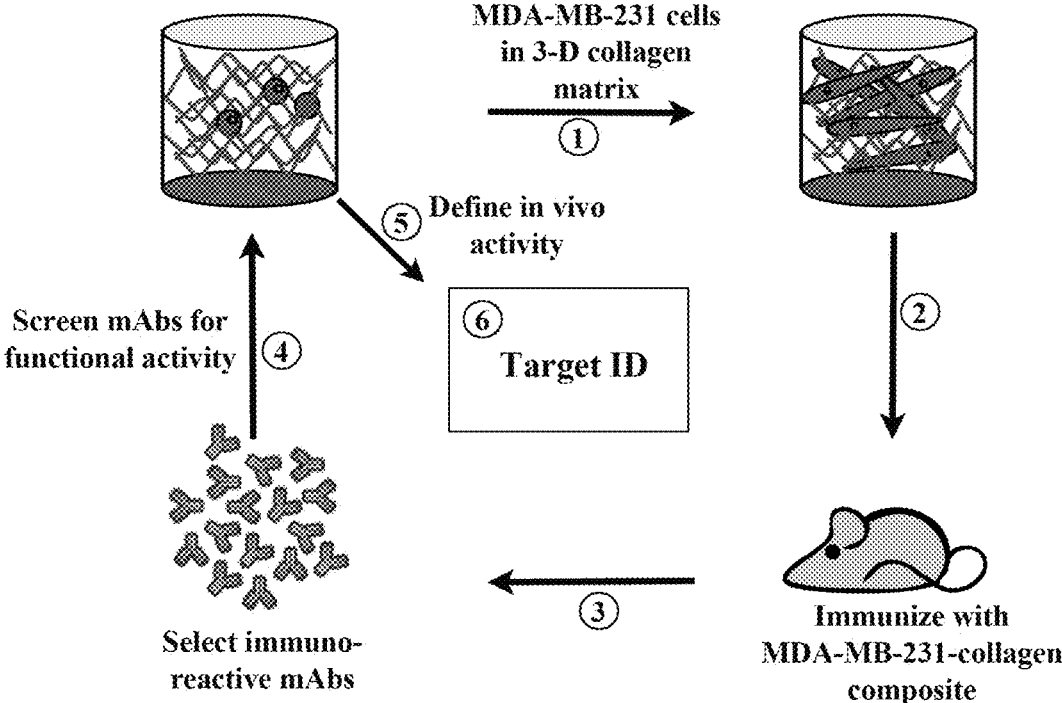 MDA-MB-231 cells
in 3-D collagen
matrix
1
5
Define in vivo
activity
2
Screen mAbs for
functional activity
4
6
Target ID
3
Select immuno-
reactive mAbs
Immunize with
MDA-MB-231-collagen
composite